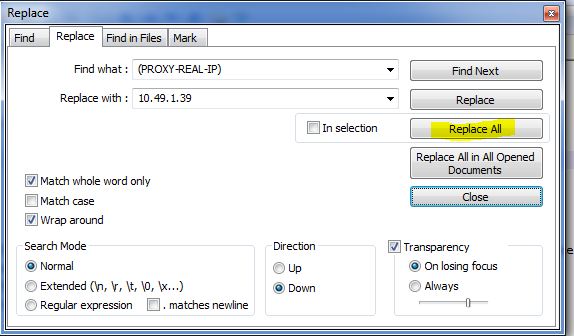 Replace
Find Replace Find in Files Mark
Find what : (PROXY-REAL-IP) Find Next
Replace with : 10.49.1.39 Replace
In selection Replace All
Replace All in All Opened
Documents
Match whole word only Close
Match case
Wrap around
Search Mode Direction Transparency
Normal Up On losing focus
Extended (\n, \r, \t, \0, \x...) Down Always
Regular expression . matches newline